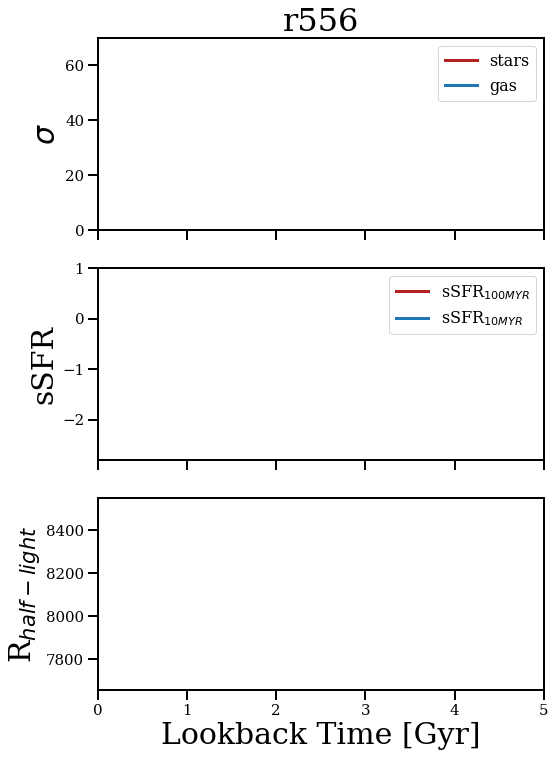 r556
60
40
20
0
σ
stars
gas
1
0
−1
−2
sSFR
sSFR100MYR
sSFR10MYR
8400
8200
8000
7800
Rhalf−light
0 1 2 3 4 5
Lookback Time [Gyr]